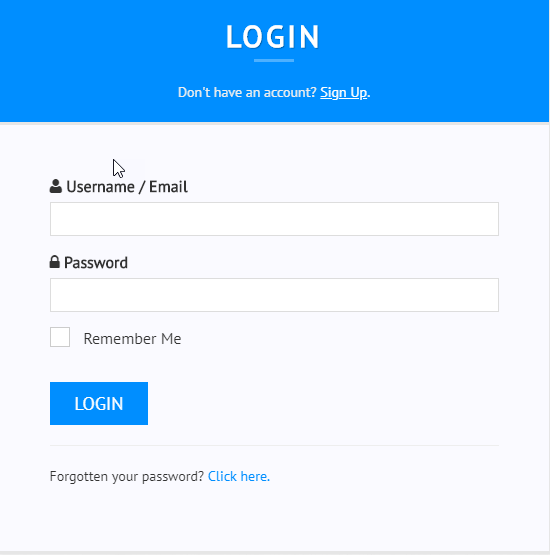 LOGIN
Don't have an account? Sign Up.
Username / Email
Password
Remember Me
LOGIN
Forgotten your password? Click here.